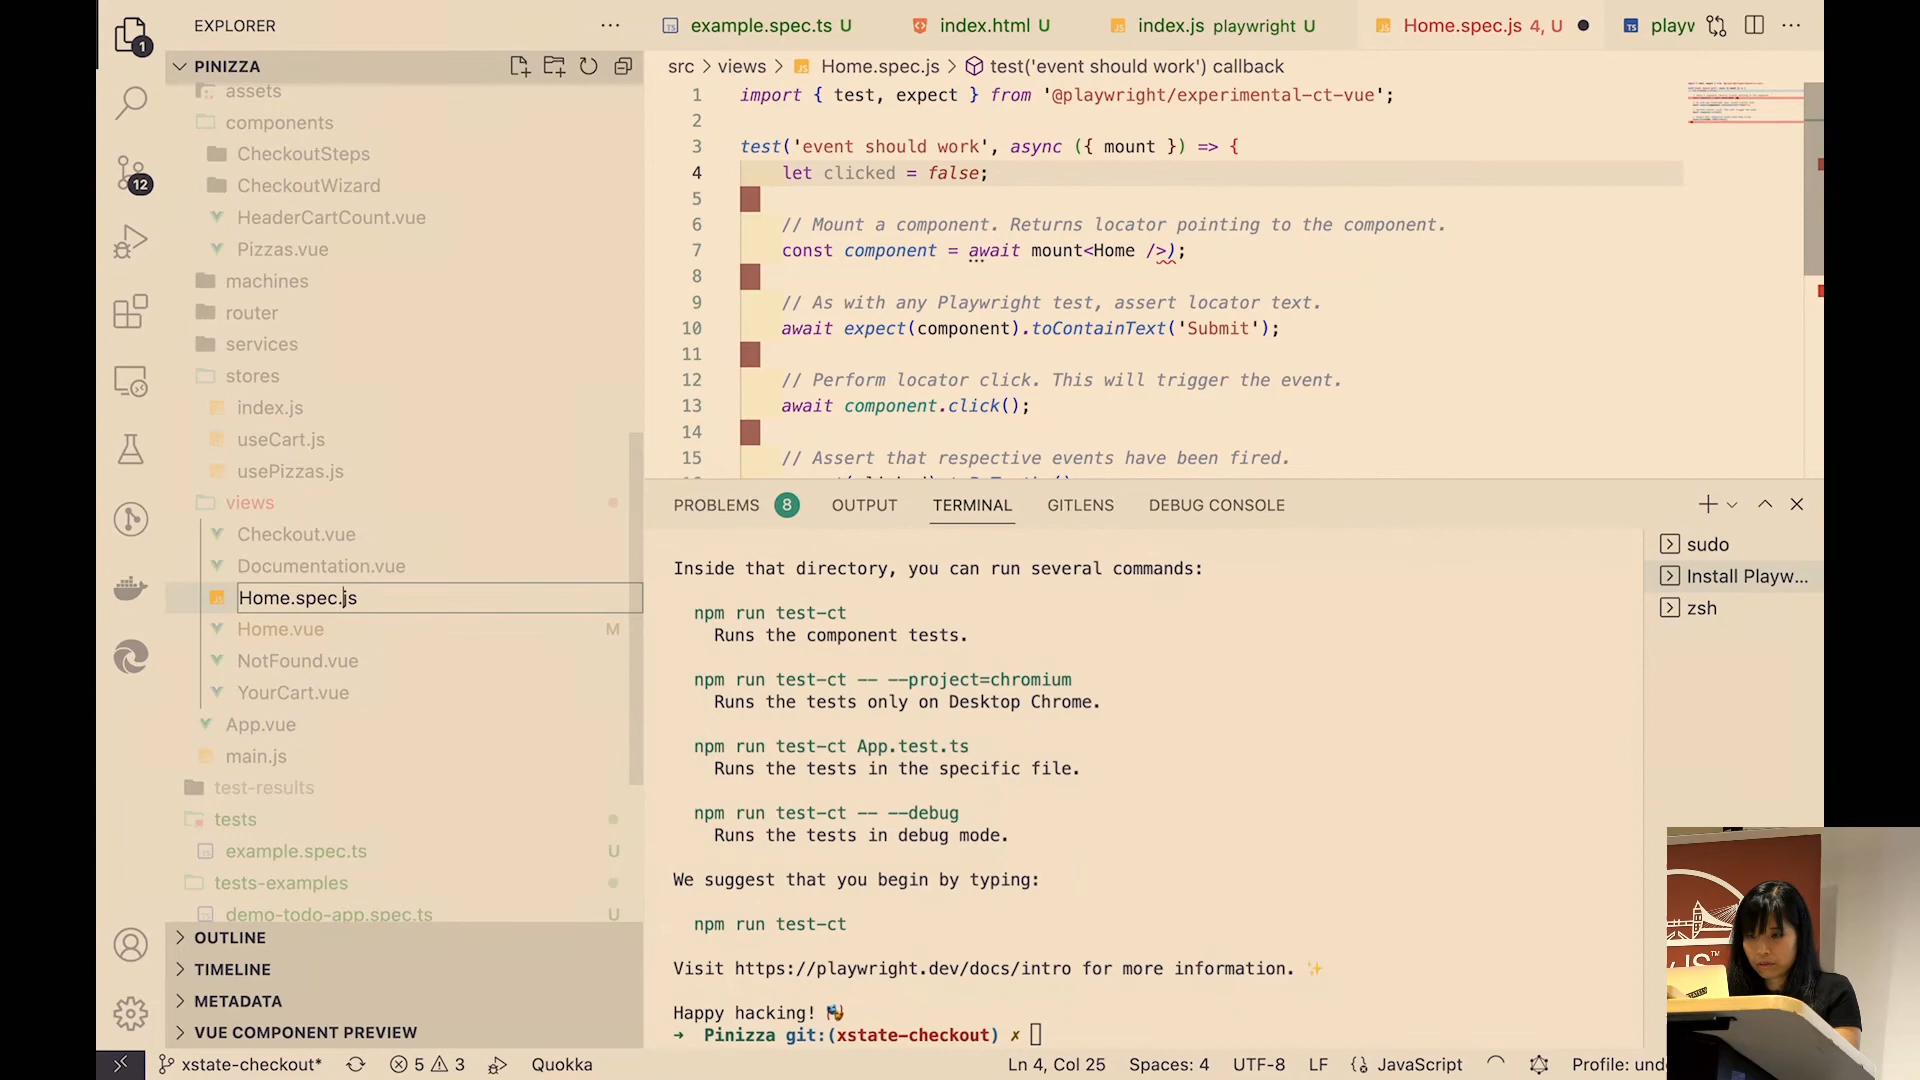 EXPLORER
PINIZZA
assets
components
CheckoutSteps
CheckoutWizard
HeaderCartCount.vue
Pizzas.vue
machines
router
services
stores
index.js
useCart.js
usePizzas.js
views
Checkout.vue
Documentation.vue
Home.spec.js
Home.vue M
NotFound.vue
YourCart.vue
App.vue
main.js
test-results
tests
example.spec.ts U
tests-examples
demo-todo-app.spec.ts U
OUTLINE
TIMELINE
METADATA
VUE COMPONENT PREVIEW
1
12
example.spec.ts U
index.html U
index.js playwright U
Home.spec.js 4, U
TS playw
src > views > JS Home.spec.js > test('event should work') callback
1 import { test, expect } from '@playwright/experimental-ct-vue';
2
3 test('event should work', async ({ mount }) => {
4 let clicked = false;
5
6 // Mount a component. Returns locator pointing to the component.
7 const component = await mount<Home />);
8
9 // As with any Playwright test, assert locator text.
10 await expect(component).toContainText('Submit');
11
12 // Perform locator click. This will trigger the event.
13 await component.click();
14
15 // Assert that respective events have been fired.
PROBLEMS 8 OUTPUT TERMINAL GITLENS DEBUG CONSOLE
Inside that directory, you can run several commands:
npm run test-ct
Runs the component tests.
npm run test-ct -- --project=chromium
Runs the tests only on Desktop Chrome.
npm run test-ct App.test.ts
Runs the tests in the specific file.
npm run test-ct -- --debug
Runs the tests in debug mode.
We suggest that you begin by typing:
npm run test-ct
Visit https://playwright.dev/docs/intro for more information. ✨
Happy hacking! 🎭
➜ Pinizza git:(xstate-checkout) ✗
sudo
Install Playw...
zsh
JS™
xstate-checkout* 5 3 Quokka Ln 4, Col 25 Spaces: 4 UTF-8 LF JavaScript Profile: und